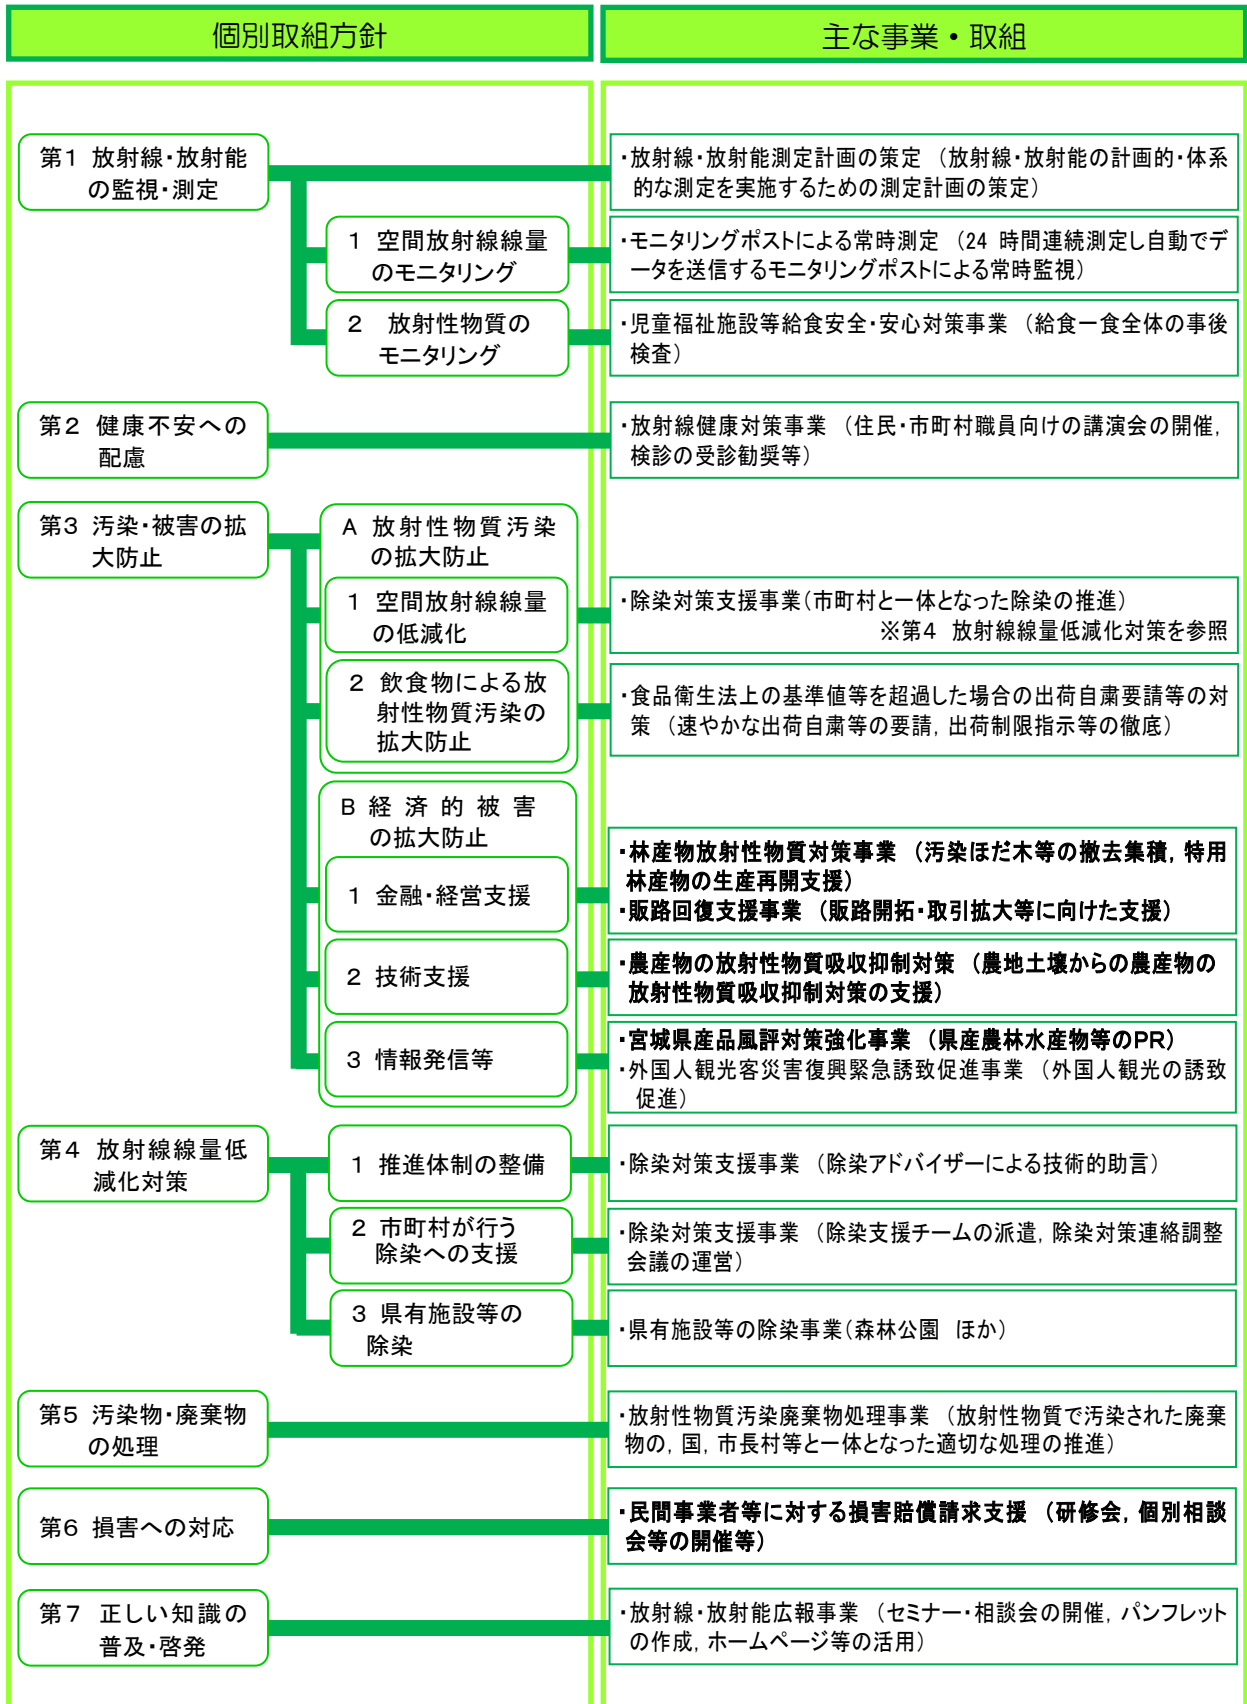 個別取組方針
主な事業・取組
第1 放射線・放射能
の監視・測定
・放射線・放射能測定計画の策定 （放射線・放射能の計画的・体系
的な測定を実施するための測定計画の策定）
1 空間放射線線量
のモニタリング
・モニタリングポストによる常時測定 （24 時間連続測定し自動でデ
ータを送信するモニタリングポストによる常時監視）
2 放射性物質の
モニタリング
・児童福祉施設等給食安全・安心対策事業 （給食一食全体の事後
検査）
第2 健康不安への
配慮
・放射線健康対策事業 （住民・市町村職員向けの講演会の開催，
検診の受診勧奨等）
第3 汚染・被害の拡
大防止
A 放射性物質汚染
の拡大防止
1 空間放射線線量
の低減化
・除染対策支援事業（市町村と一体となった除染の推進）
※第4 放射線線量低減化対策を参照
2 飲食物による放
射性物質汚染の
拡大防止
・食品衛生法上の基準値等を超過した場合の出荷自粛要請等の対
策 （速やかな出荷自粛等の要請，出荷制限指示等の徹底）
B 経済的被害
の拡大防止
1 金融・経営支援
・林産物放射性物質対策事業 （汚染ほだ木等の撤去集積，特用
林産物の生産再開支援）
・販路回復支援事業 （販路開拓・取引拡大等に向けた支援）
2 技術支援
・農産物の放射性物質吸収抑制対策 （農地土壌からの農産物の
放射性物質吸収抑制対策の支援）
3 情報発信等
・宮城県産品風評対策強化事業 （県産農林水産物等のPR）
・外国人観光客災害復興緊急誘致促進事業 （外国人観光の誘致
促進）
第4 放射線線量低
減化対策
1 推進体制の整備
・除染対策支援事業 （除染アドバイザーによる技術的助言）
2 市町村が行う
除染への支援
・除染対策支援事業 （除染支援チームの派遣，除染対策連絡調整
会議の運営）
3 県有施設等の
除染
・県有施設等の除染事業（森林公園 ほか）
第5 汚染物・廃棄物
の処理
・放射性物質汚染廃棄物処理事業 （放射性物質で汚染された廃棄
物の，国，市長村等と一体となった適切な処理の推進）
第6 損害への対応
・民間事業者等に対する損害賠償請求支援 （研修会，個別相談
会等の開催等）
第7 正しい知識の
普及・啓発
・放射線・放射能広報事業 （セミナー・相談会の開催，パンフレット
の作成，ホームページ等の活用）